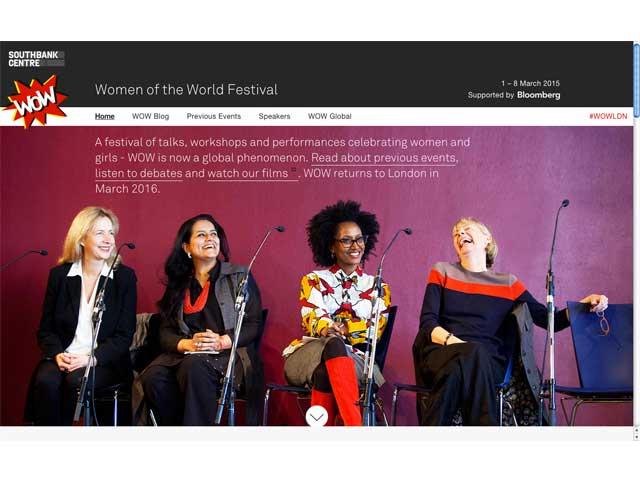 SOUTHBANK
CENTRE
WOW
Women of the World Festival
1 – 8 March 2015
Supported by Bloomberg
Home WOW Blog Previous Events Speakers WOW Global #WOWLDN
A festival of talks, workshops and performances celebrating women and
girls - WOW is now a global phenomenon. Read about previous events,
listen to debates and watch our films . WOW returns to London in
March 2016.